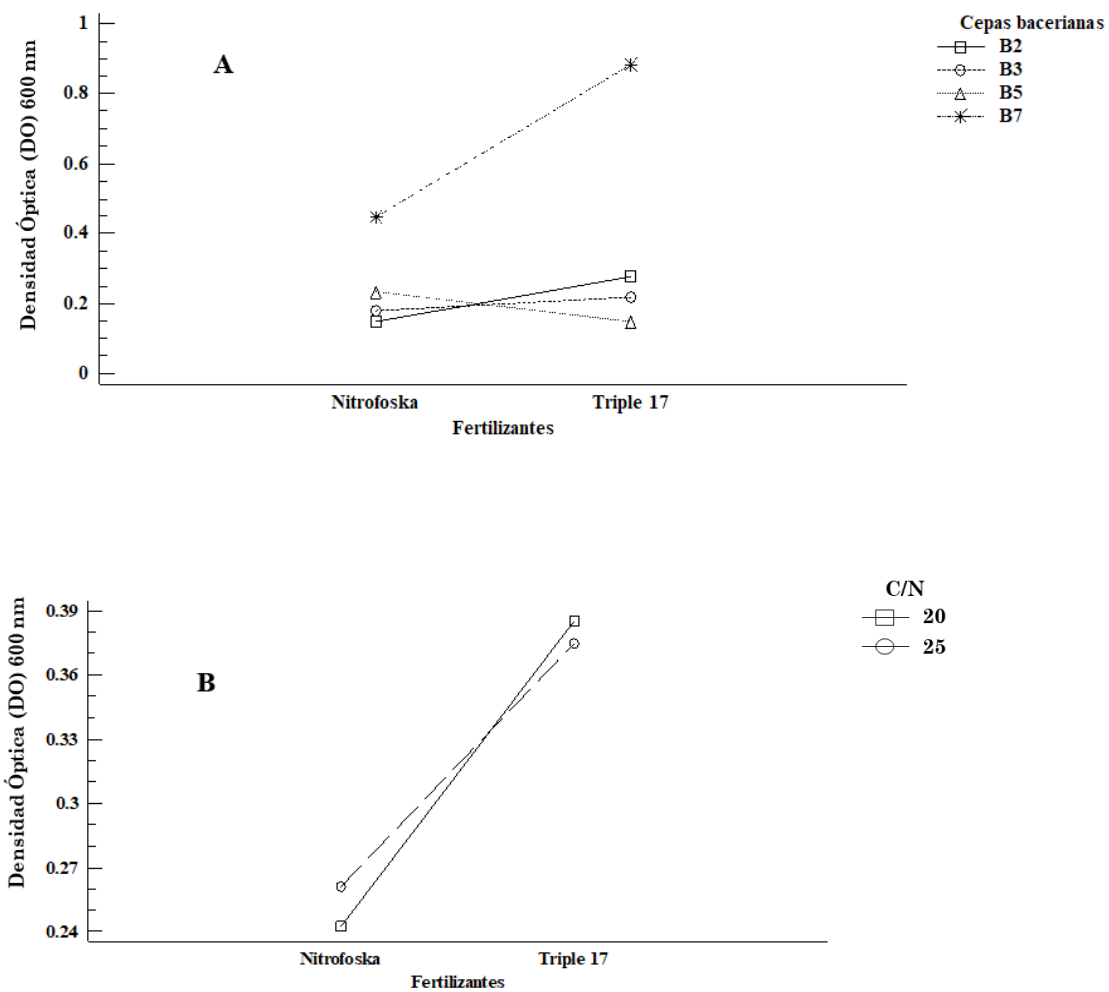 Cepas bacerianas
B2
B3
B5
B7
A
Densidad Óptica (DO) 600 nm
1
0.8
0.6
0.4
0.2
0
Nitrofoska
Triple 17
Fertilizantes
C/N
20
25
B
Densidad Óptica (DO) 600 nm
0.39
0.36
0.33
0.3
0.27
0.24
Nitrofoska
Triple 17
Fertilizantes